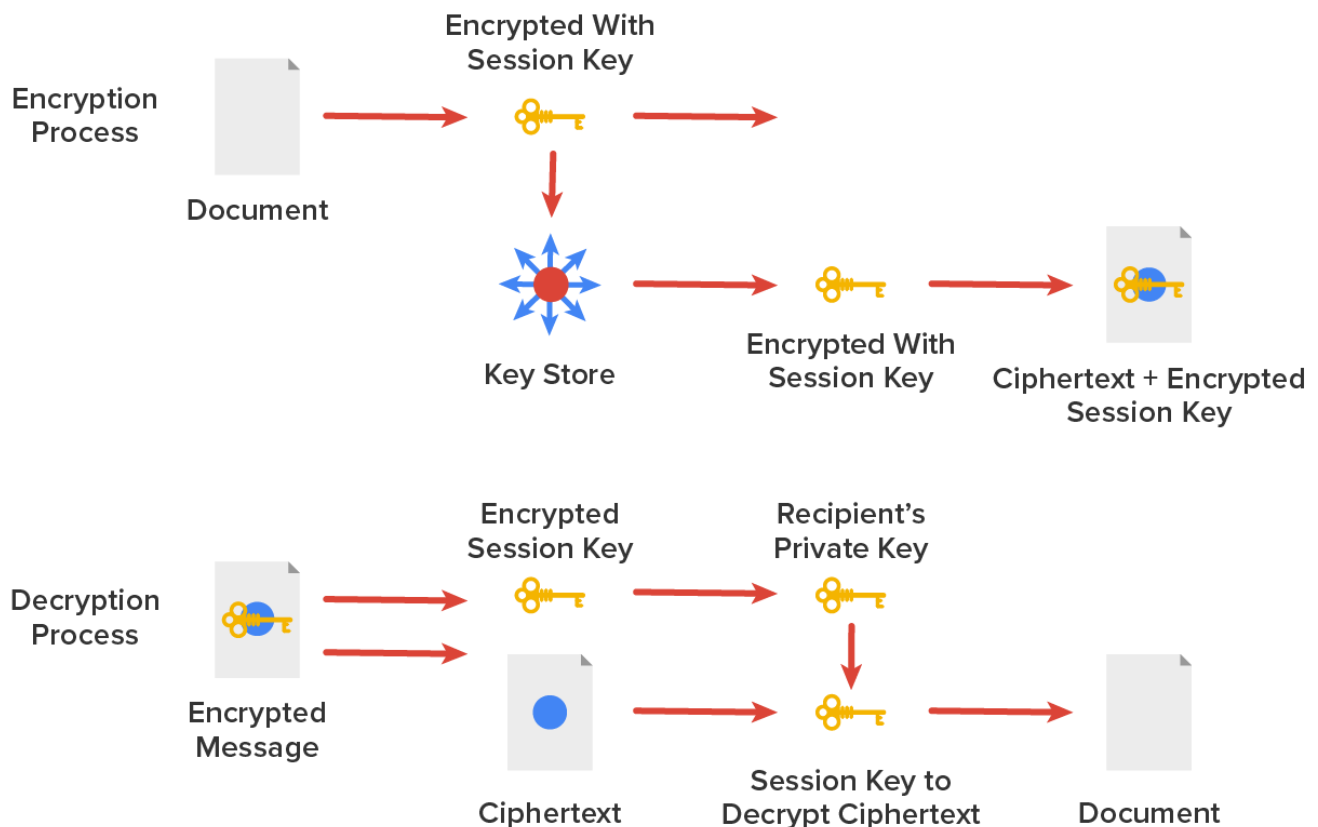 Encrypted With
Session Key
Encryption
Process
Document
Key Store
Encrypted With
Session Key
Ciphertext + Encrypted
Session Key
Encrypted
Session Key
Recipient’s
Private Key
Decryption
Process
Encrypted
Message
Ciphertext
Session Key to
Decrypt Ciphertext
Document